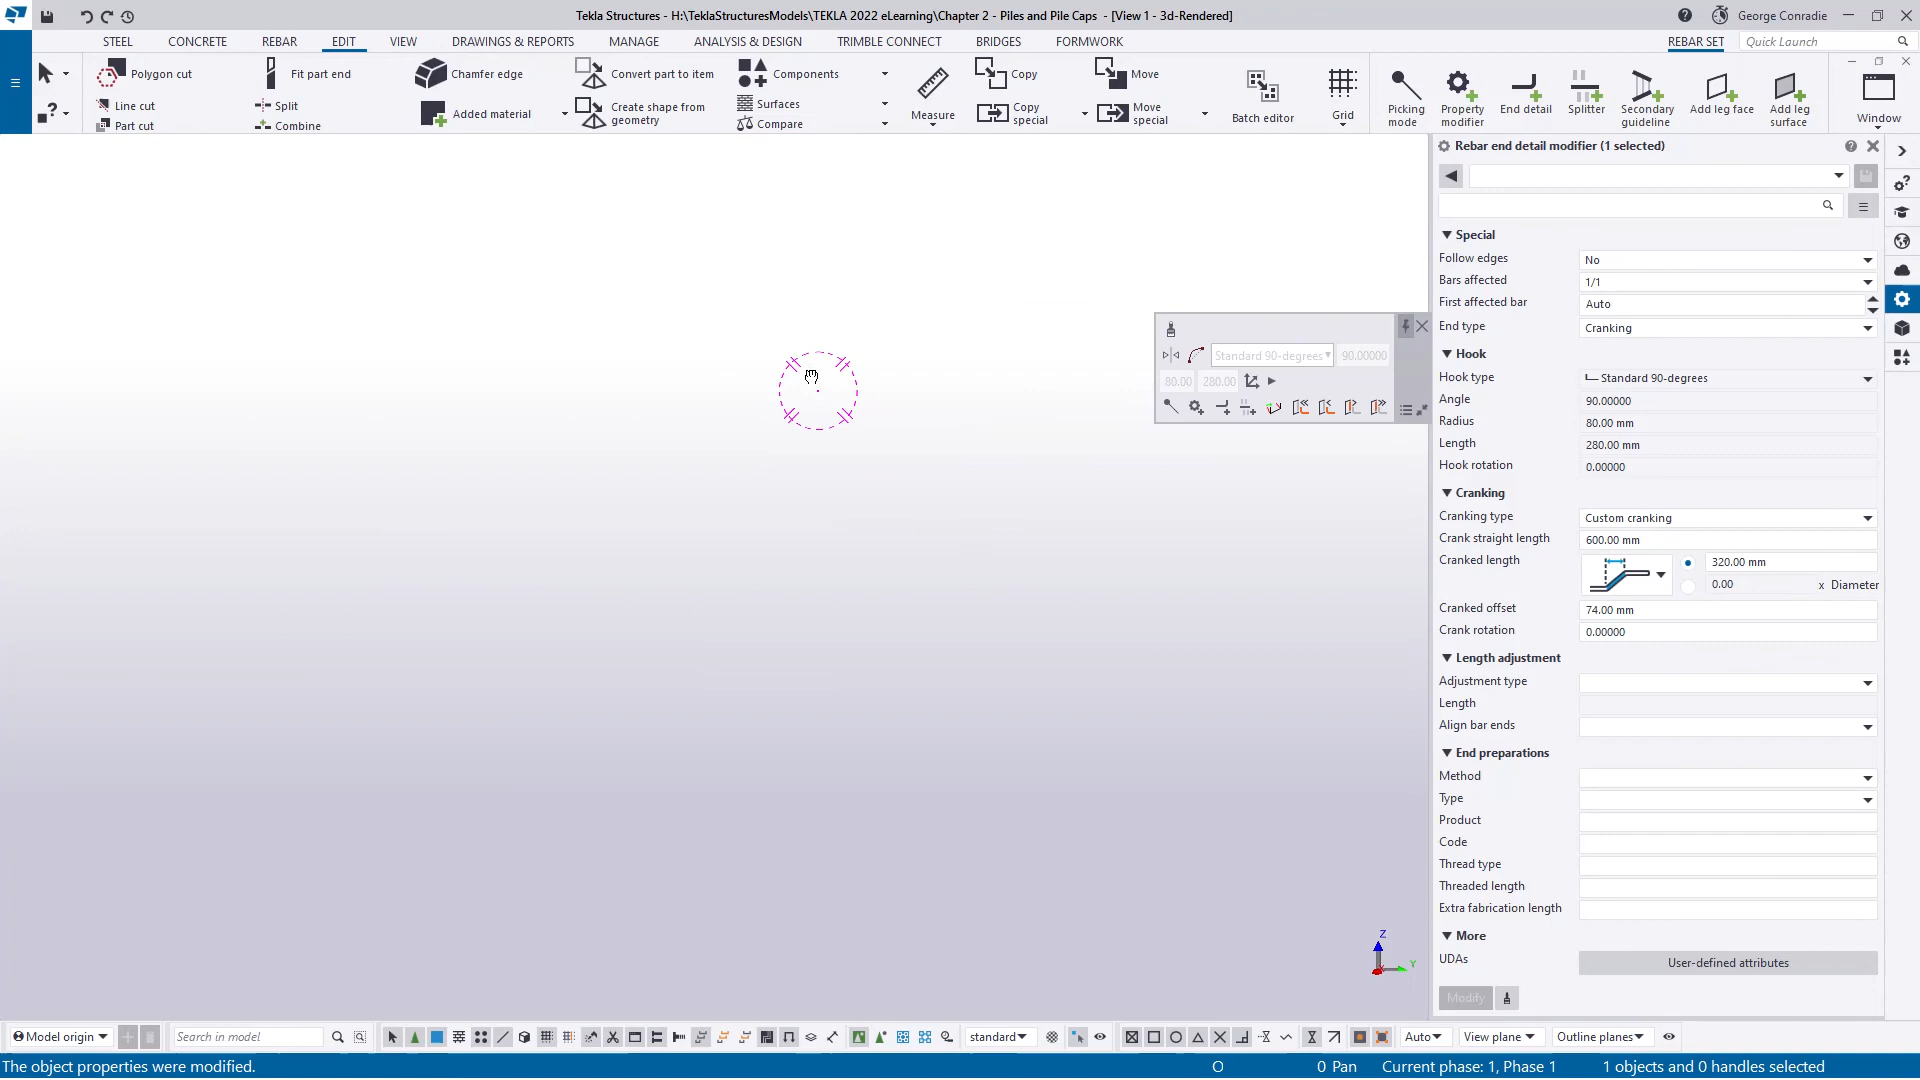 Tekla Structures - H:\TeklaStructuresModels\TEKLA 2022 eLearning\Chapter 2 - Piles and Pile Caps - [View 1 - 3d-Rendered]
George Conradie
STEEL CONCRETE REBAR EDIT VIEW DRAWINGS & REPORTS MANAGE ANALYSIS & DESIGN TRIMBLE CONNECT BRIDGES FORMWORK REBAR SET Quick Launch
Polygon cut
Line cut
Part cut
Fit part end
Split
Combine
Chamfer edge
Added material
Convert part to item
Create shape from
geometry
Components
Surfaces
Compare
Measure
Copy
Copy
special
Move
Move
special
Batch editor
Grid
Picking
mode
Property
modifier
End detail
Splitter
Secondary
guideline
Add leg face
Add leg
surface
Window
Rebar end detail modifier (1 selected)
Special
Follow edges No
Bars affected 1/1
First affected bar Auto
End type Cranking
Hook
Hook type Standard 90-degrees
Angle 90.00000
Radius 80.00 mm
Length 280.00 mm
Hook rotation 0.00000
Cranking
Cranking type Custom cranking
Crank straight length 600.00 mm
Cranked length 320.00 mm
0.00 x Diameter
Cranked offset 74.00 mm
Crank rotation 0.00000
Length adjustment
Adjustment type
Length
Align bar ends
End preparations
Method
Type
Product
Code
Thread type
Threaded length
Extra fabrication length
More
UDAs User-defined attributes
Modify
Standard 90-degrees 90.00000
80.00 280.00
Z
Y
Model origin Search in model standard Auto View plane Outline planes
The object properties were modified. O 0 Pan Current phase: 1, Phase 1 1 objects and 0 handles selected